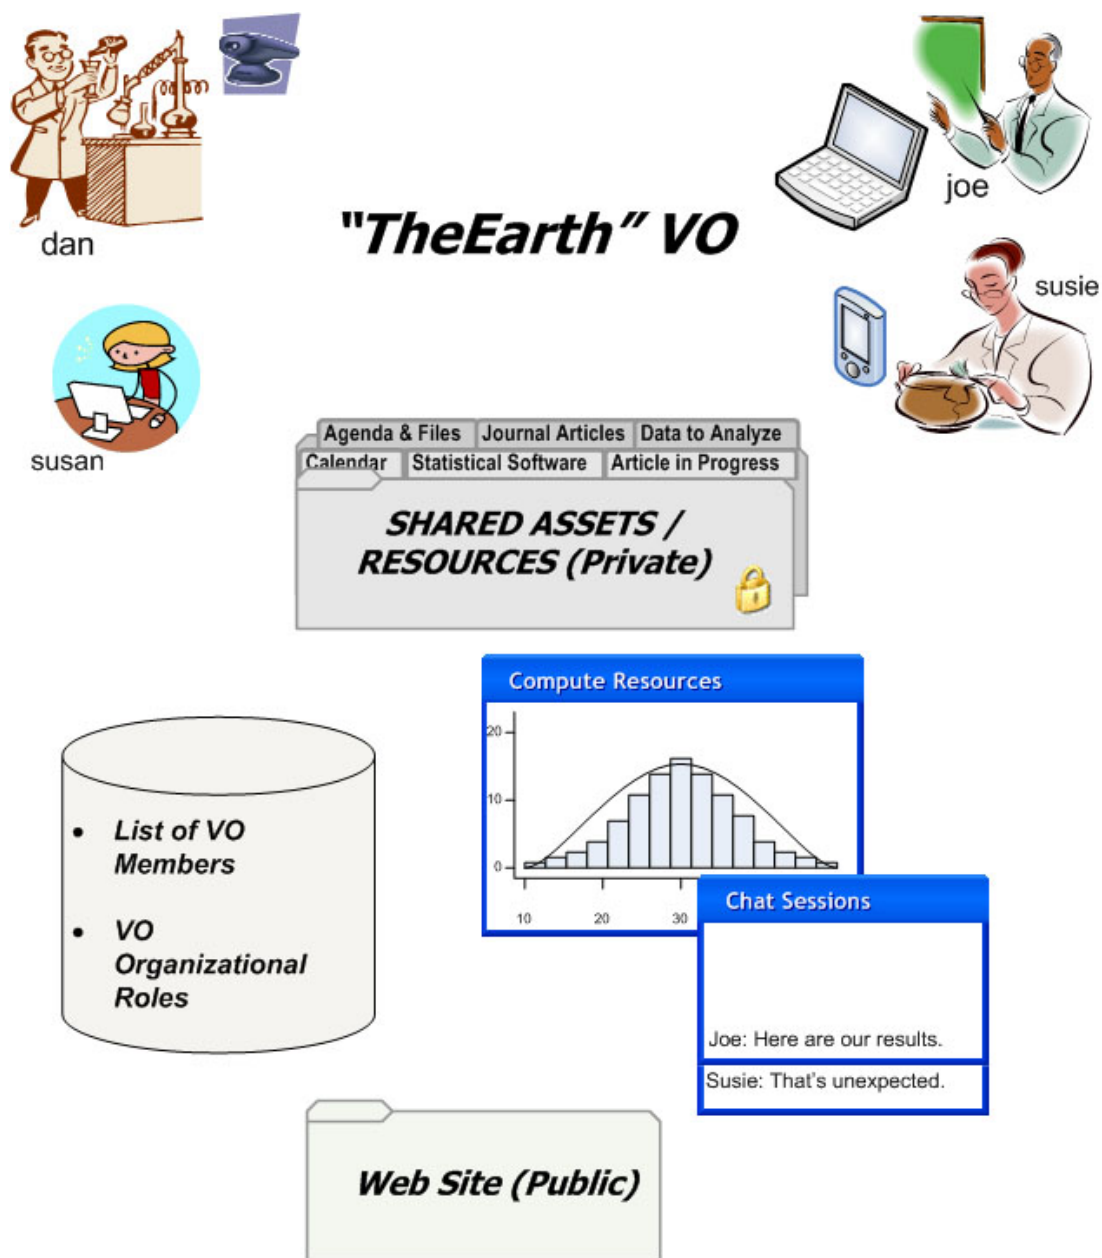 dan
joe
"TheEarth" VO
susie
susan
Agenda & Files Journal Articles Data to Analyze
Calendar Statistical Software Article in Progress
SHARED ASSETS /
RESOURCES (Private)
Compute Resources
20
10
0
10 20 30
• List of VO
Members
• VO
Organizational
Roles
Chat Sessions
Joe: Here are our results.
Susie: That's unexpected.
Web Site (Public)